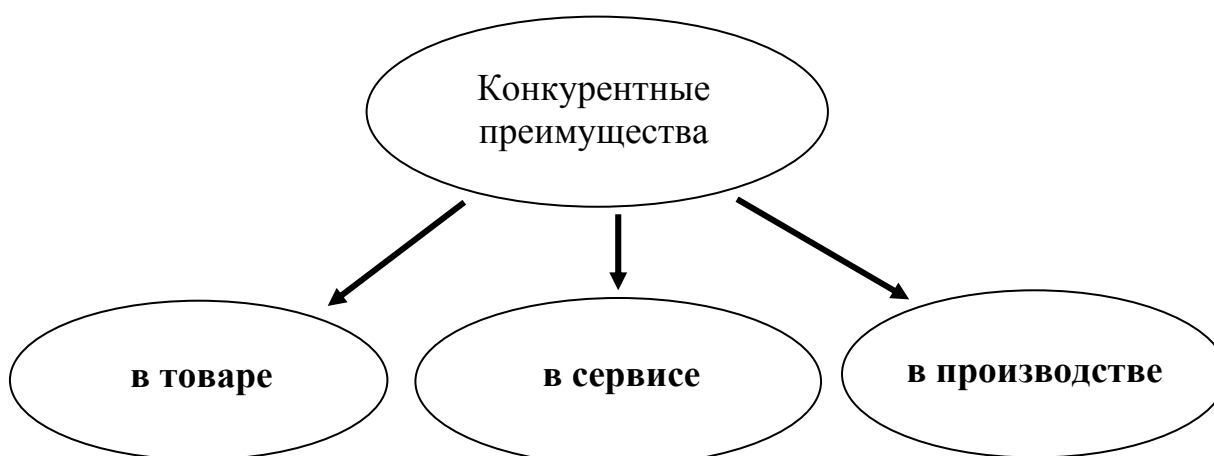 Конкурентные
преимущества
в товаре
в сервисе
в производстве